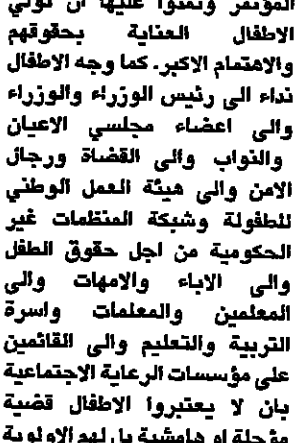 المؤتمر وتمنوا عليها ان تولي
الاطفال العناية بحقوقهم
والاهتمام الاكبر. كما وجه الاطفال
نداء الى رئيس الوزراء والوزراء
والى اعضاء مجلسي الاعيان
والنواب والى القضاة ورجال
الامن والى هيئة العمل الوطني
للطفولة وشبكة المنظمات غير
الحكومية من اجل حقوق الطفل
والى الاباء والامهات والى
المعلمين والمعلمات واسرة
التربية والتعليم والى القائمين
على مؤسسات الرعاية الاجتماعية
بان لا يعتبروا الاطفال قضية
مؤجلة او هامشية بل لهم الاولوية